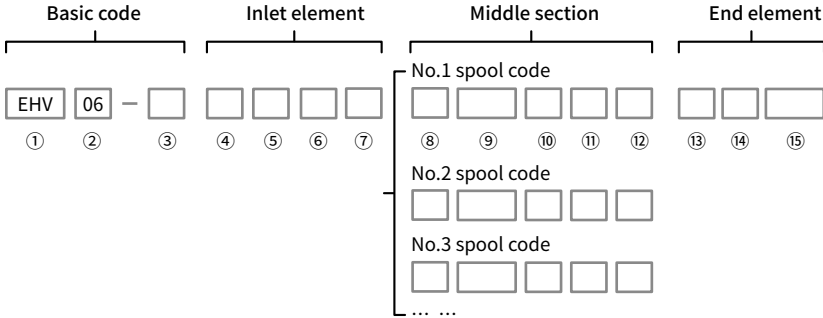 Basic code Inlet element Middle section End element
No.1 spool code
EHV 06 –
① ② ③ ④ ⑤ ⑥ ⑦ ⑧ ⑨ ⑩ ⑪ ⑫ ⑬ ⑭ ⑮
No.2 spool code
No.3 spool code
... ...